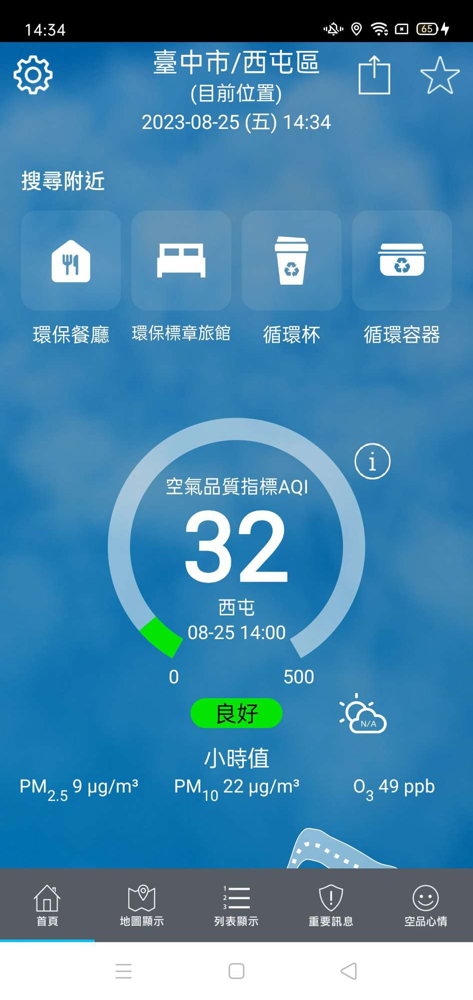 14:34
65
臺中市/西屯區
(目前位置)
2023-08-25 (五) 14:34
搜尋附近
環保餐廳
環保標章旅館
循環杯
循環容器
i
空氣品質指標AQI
32
西屯
08-25 14:00
0
500
良好
N/A
小時值
PM2.5 9 μg/m³
PM10 22 μg/m³
O3 49 ppb
1
2
3
首頁
地圖顯示
列表顯示
重要訊息
空品心情